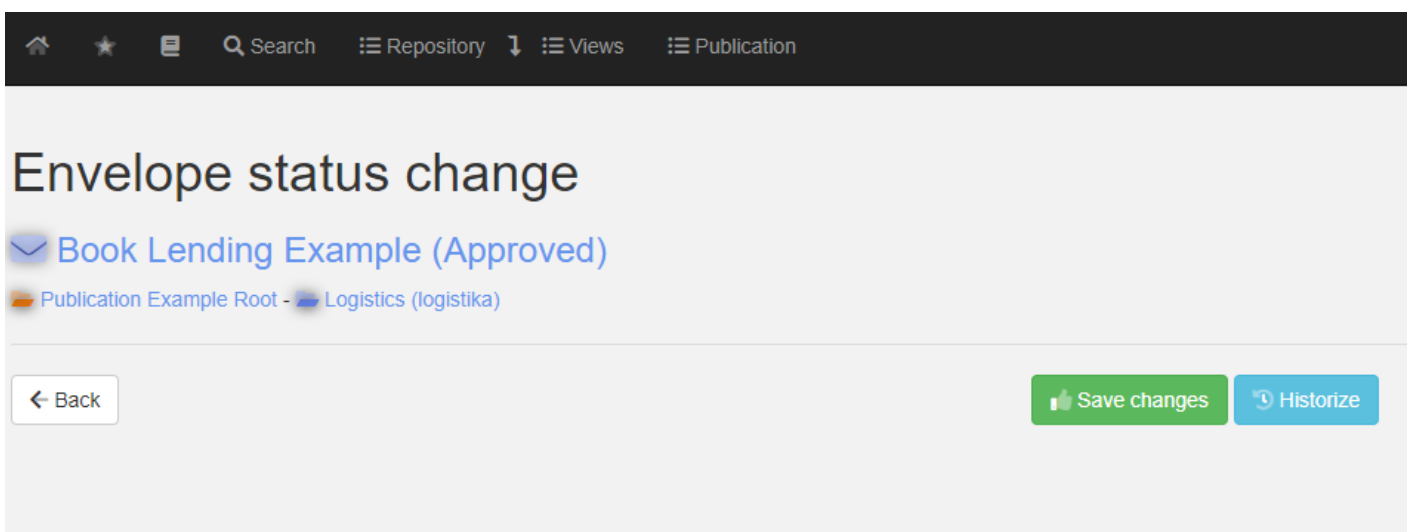 Search Repository Views Publication
Envelope status change
Book Lending Example (Approved)
Publication Example Root - Logistics (logistika)
Back Save changes Historize